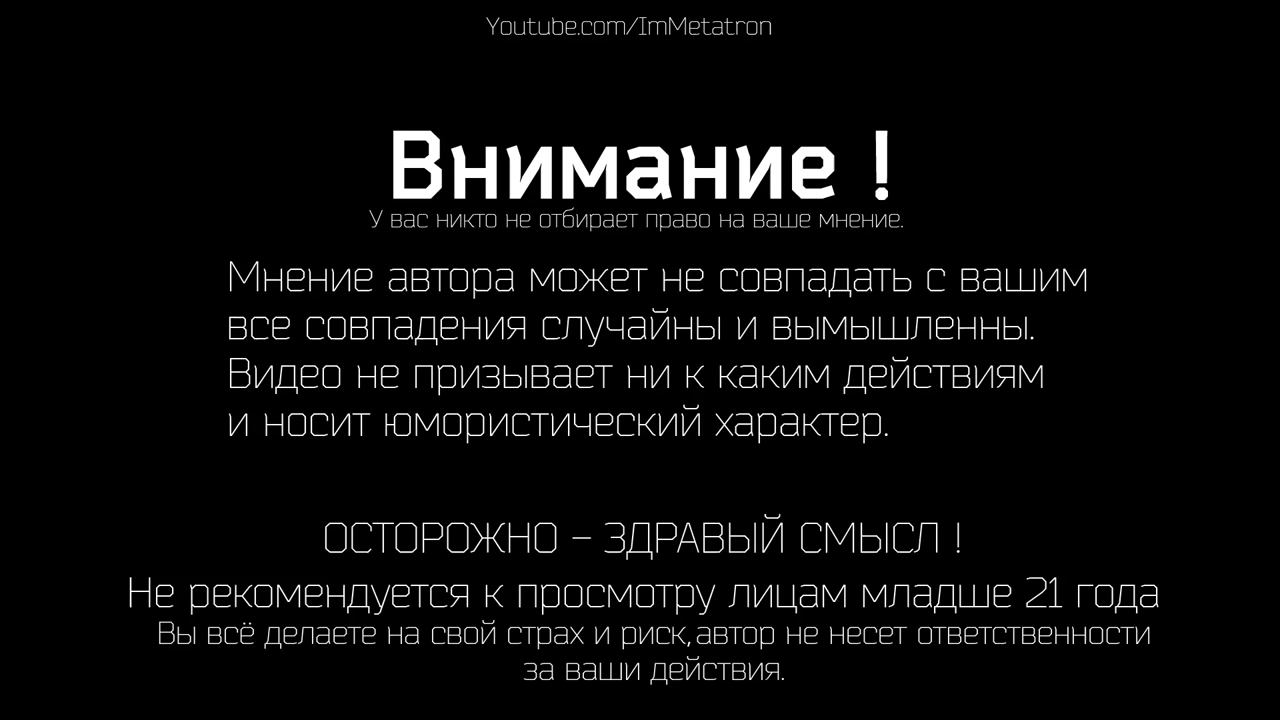 Youtube.com/ImMetatron
Внимание !
У вас никто не отбирает право на ваше мнение.
Мнение автора может не совпадать с вашим
все совпадения случайны и вымышленны.
Видео не призывает ни к каким действиям
и носит юмористический характер.
ОСТОРОЖНО – ЗДРАВЫЙ СМЫСЛ !
Не рекомендуется к просмотру лицам младше 21 года
Вы всё делаете на свой страх и риск,автор не несет ответственности
за ваши действия.